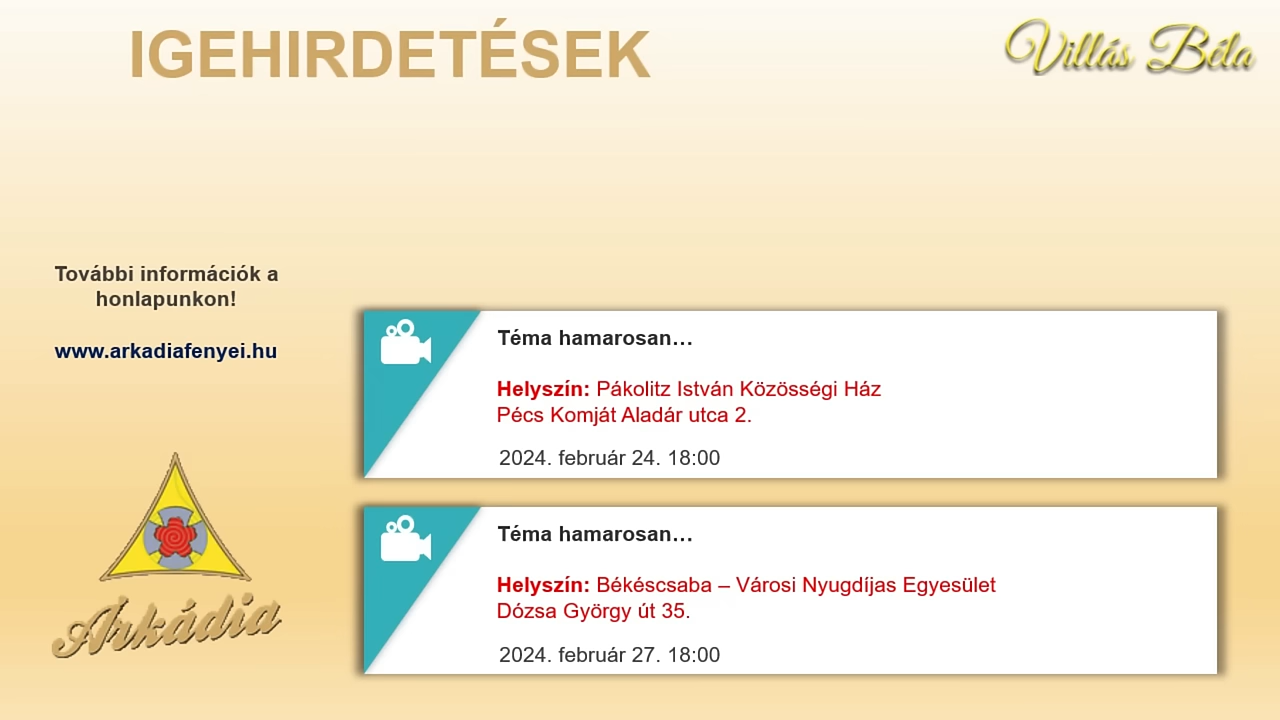 IGEHIRDETÉSEK
Villás Béla
További információk a
honlapunkon!
www.arkadiafenyei.hu
Árkádia
Téma hamarosan…
Helyszín: Pákolitz István Közösségi Ház
Pécs Komját Aladár utca 2.
2024. február 24. 18:00
Téma hamarosan…
Helyszín: Békéscsaba – Városi Nyugdíjas Egyesület
Dózsa György út 35.
2024. február 27. 18:00